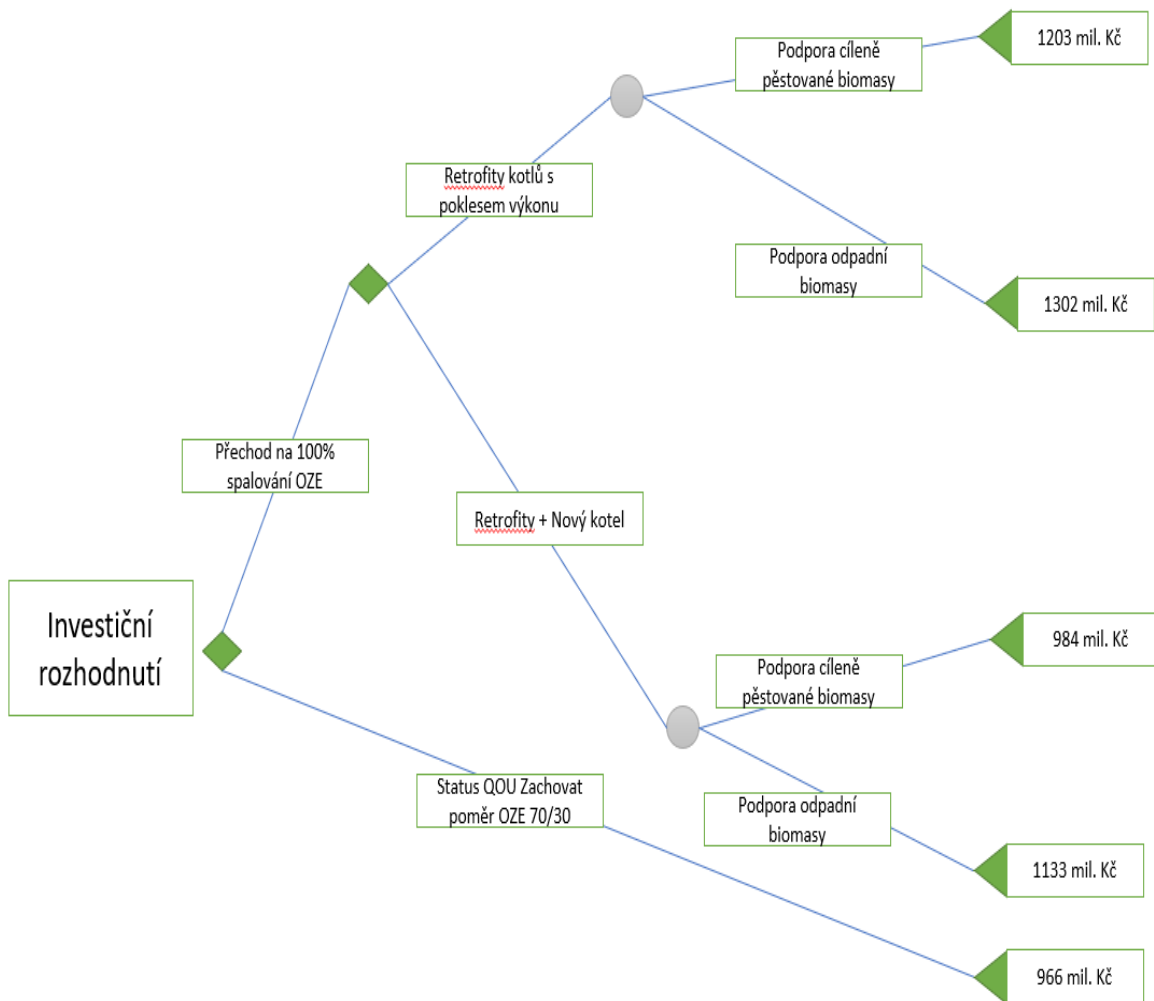 Podpora cíleně
pěstované biomasy
1203 mil. Kč
Retrofity kotlů s
poklesem výkonu
Podpora odpadní
biomasy
1302 mil. Kč
Přechod na 100%
spalování OZE
Retrofity + Nový kotel
Investiční
rozhodnutí
Podpora cíleně
pěstované biomasy
984 mil. Kč
Status QOU Zachovat
poměr OZE 70/30
Podpora odpadní
biomasy
1133 mil. Kč
966 mil. Kč